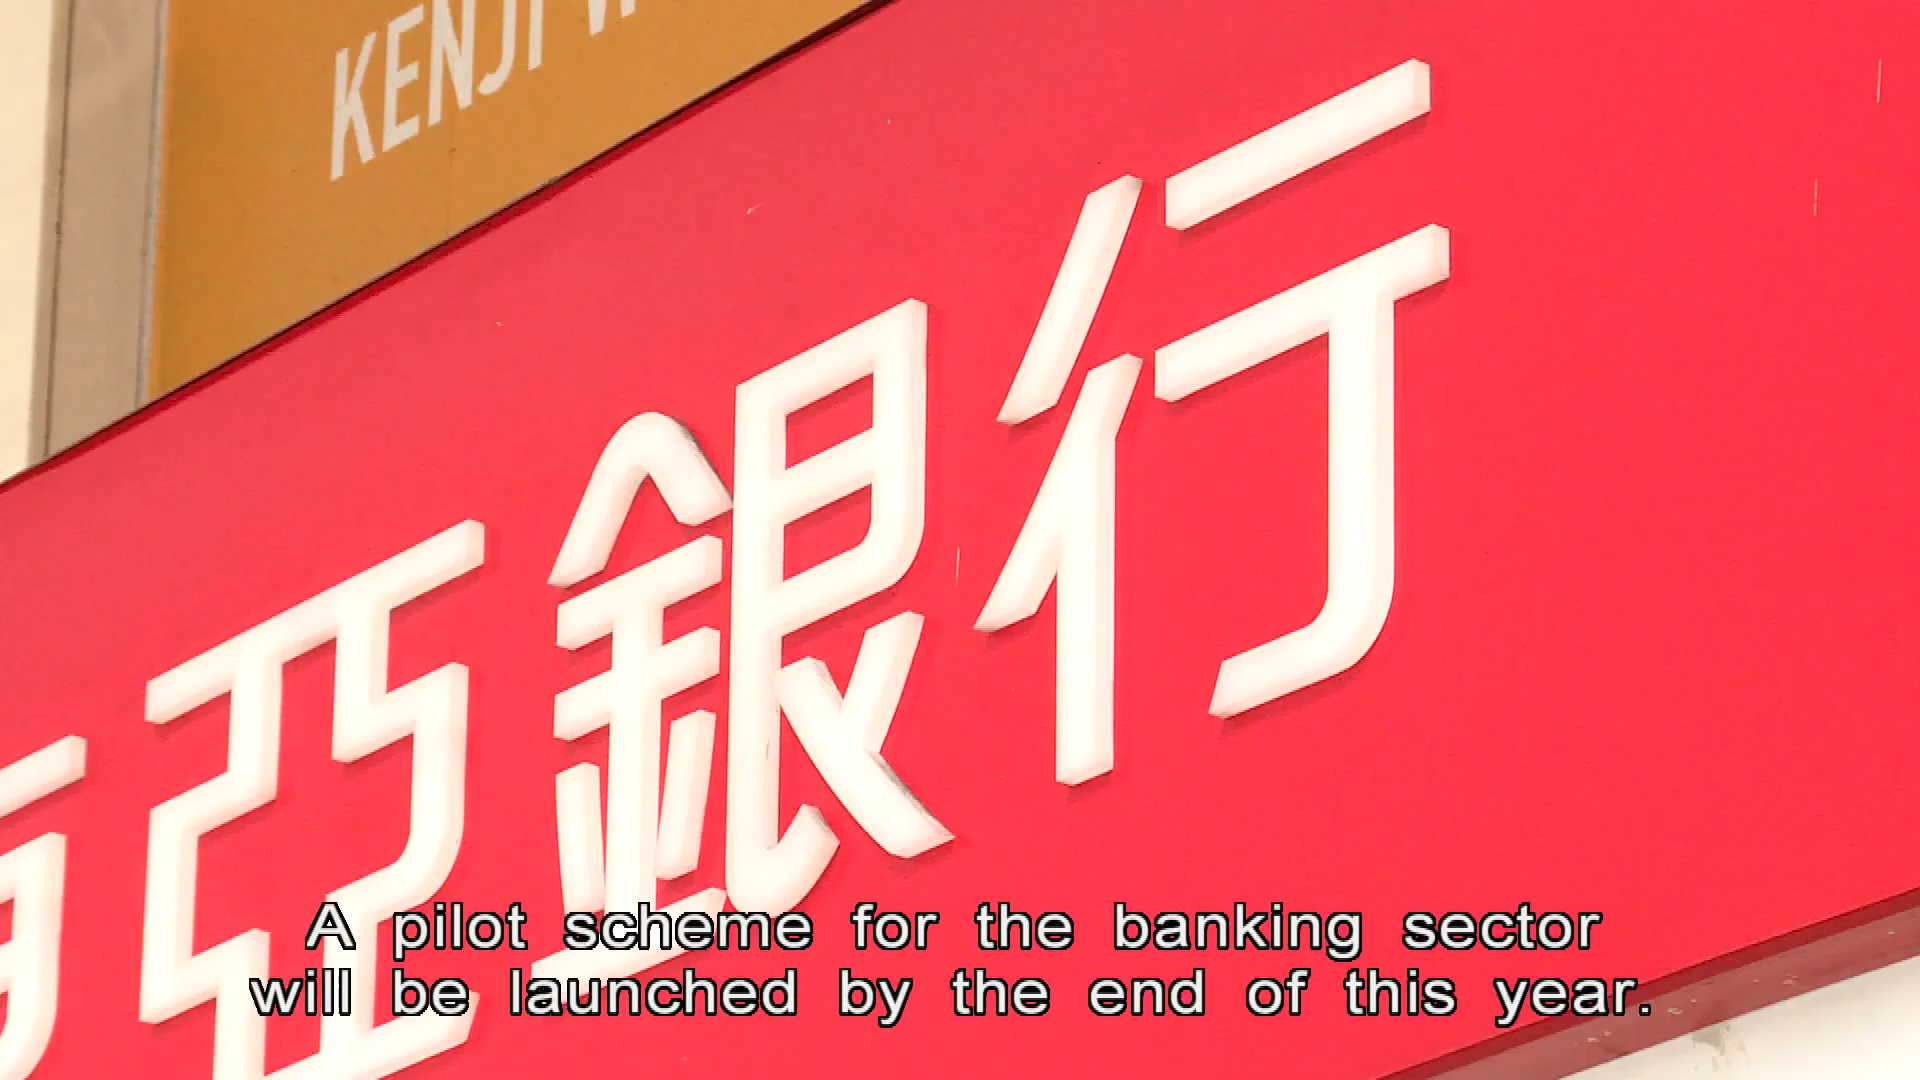 KENJI
亞銀行
A pilot scheme for the banking sector
will be launched by the end of this year.